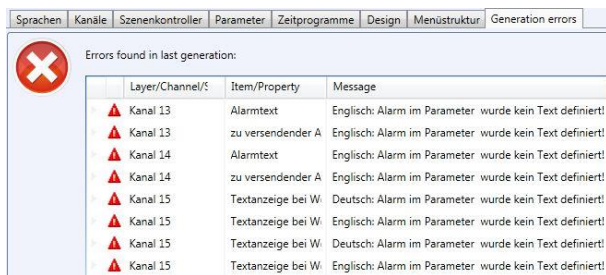 Sprachen Kanäle Szenenkontroller Parameter Zeitprogramme Design Menüstruktur Generation errors
Errors found in last generation:
Layer/Channel/S Item/Property Message
Kanal 13 Alarmtext Englisch: Alarm im Parameter wurde kein Text definiert!
Kanal 13 zu versendender A Englisch: Alarm im Parameter wurde kein Text definiert!
Kanal 14 Alarmtext Englisch: Alarm im Parameter wurde kein Text definiert!
Kanal 14 zu versendender A Englisch: Alarm im Parameter wurde kein Text definiert!
Kanal 15 Textanzeige bei W Deutsch: Alarm im Parameter wurde kein Text definiert!
Kanal 15 Textanzeige bei W Englisch: Alarm im Parameter wurde kein Text definiert!
Kanal 15 Textanzeige bei W Deutsch: Alarm im Parameter wurde kein Text definiert!
Kanal 15 Textanzeige bei W Englisch: Alarm im Parameter wurde kein Text definiert!